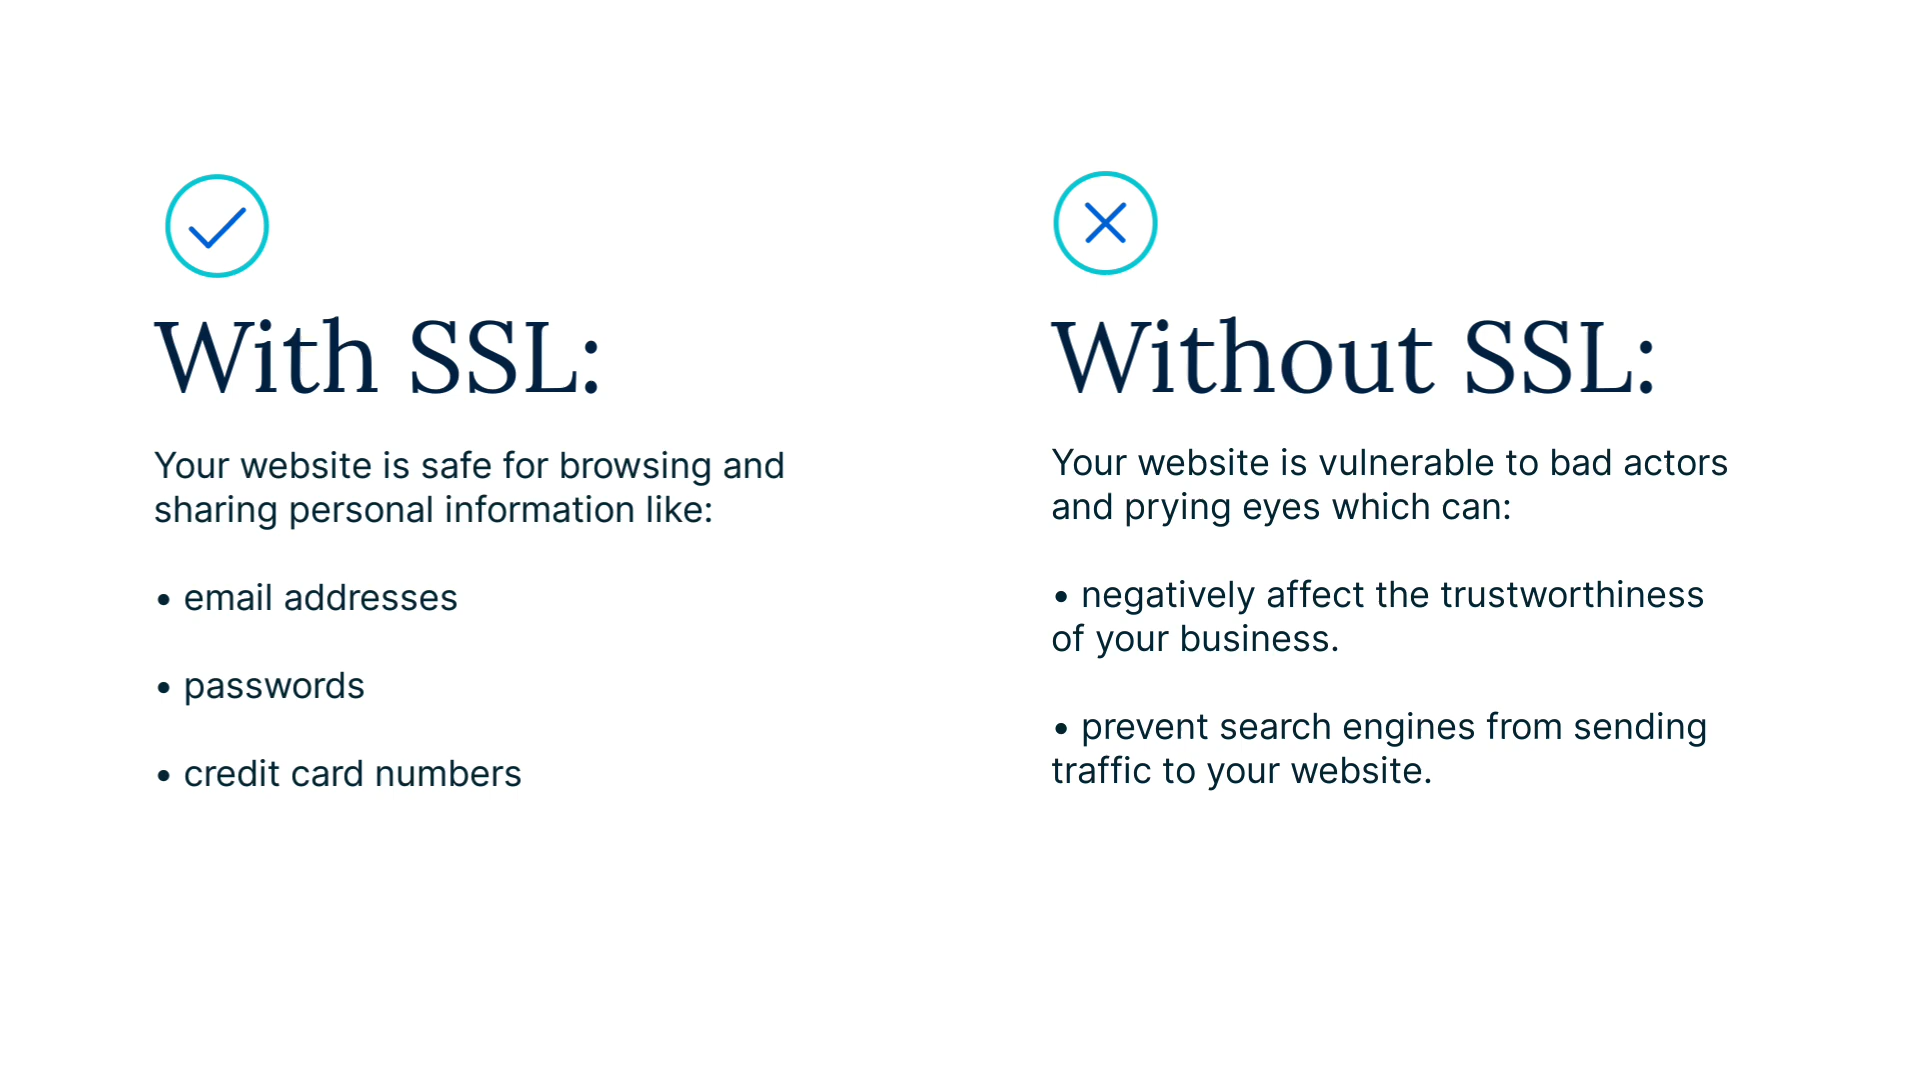 With SSL:
Your website is safe for browsing and
sharing personal information like:
• email addresses
• passwords
• credit card numbers
Without SSL:
Your website is vulnerable to bad actors
and prying eyes which can:
• negatively affect the trustworthiness
of your business.
• prevent search engines from sending
traffic to your website.